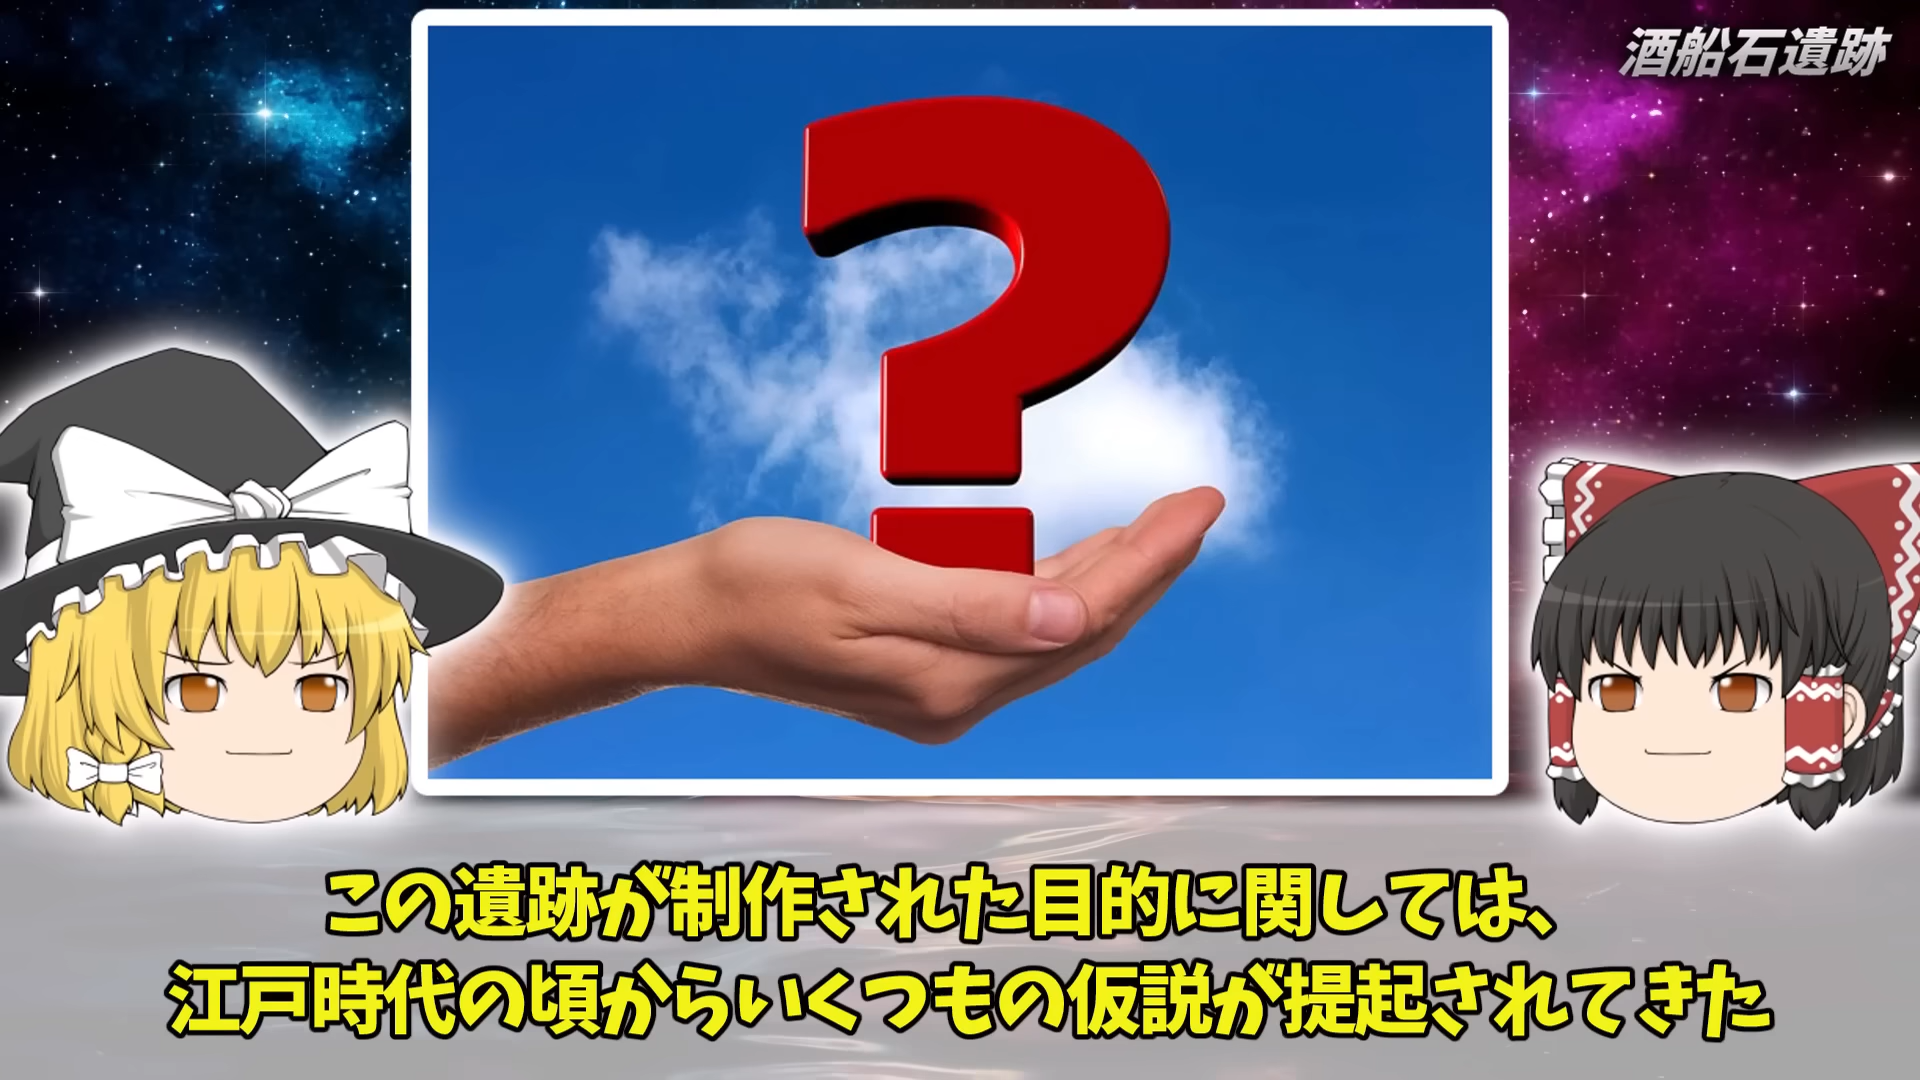 酒船石遺跡
この遺跡が制作された目的に関しては、
江戸時代の頃からいくつもの仮説が提起されてきた